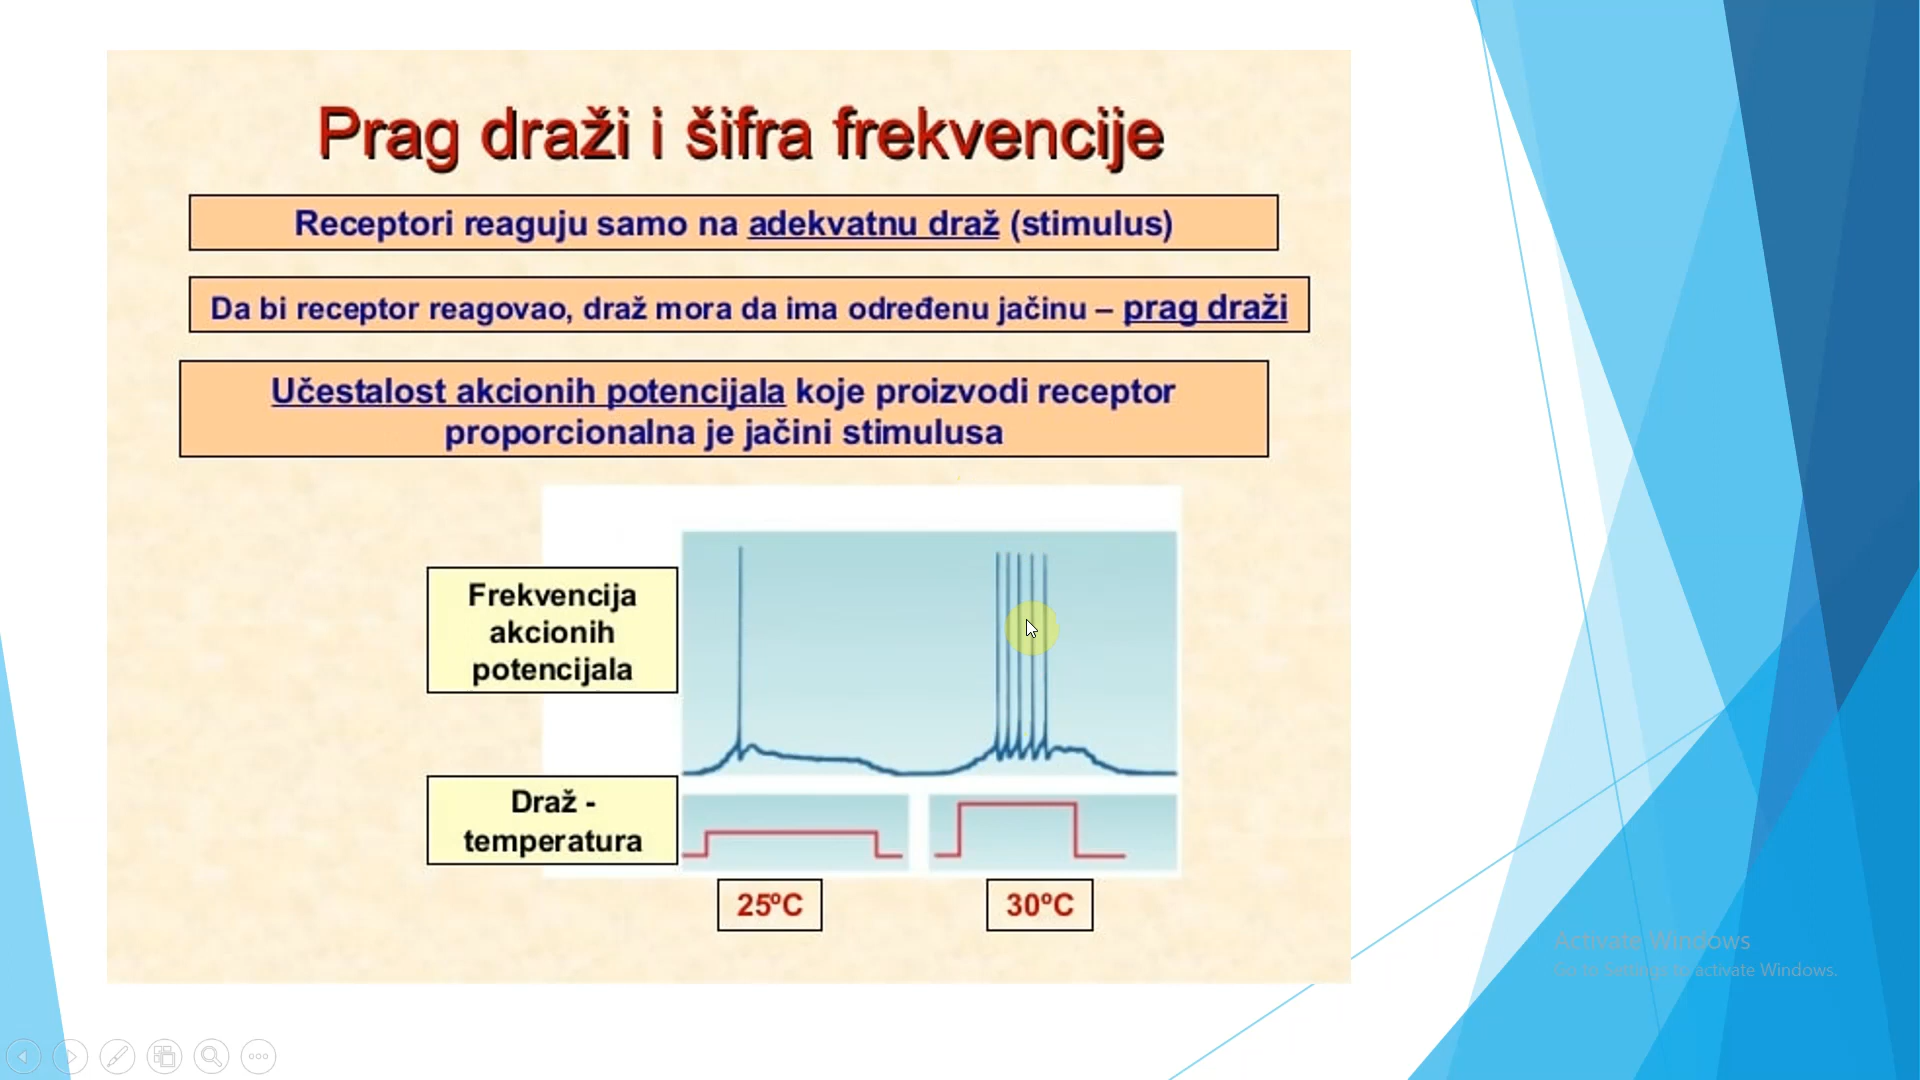 Prag draži i šifra frekvencije
Receptori reaguju samo na adekvatnu draž (stimulus)
Da bi receptor reagovao, draž mora da ima određenu jačinu – prag draži
Učestalost akcionih potencijala koje proizvodi receptor
proporcionalna je jačini stimulusa
Frekvencija
akcionih
potencijala
Draž -
temperatura
25ºC
30ºC
Activate Windows
Go to Settings to activate Windows.